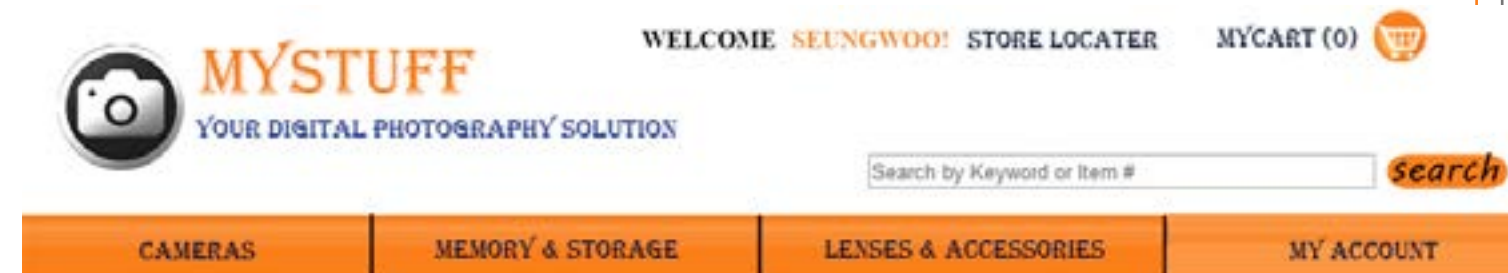 WELCOME SEUNGWOO! STORE LOCATER MYCART (0)
MYSTUFF
YOUR DIGITAL PHOTOGRAPHY SOLUTION
Search by Keyword or Item # search
CAMERAS MEMORY & STORAGE LENSES & ACCESSORIES MY ACCOUNT